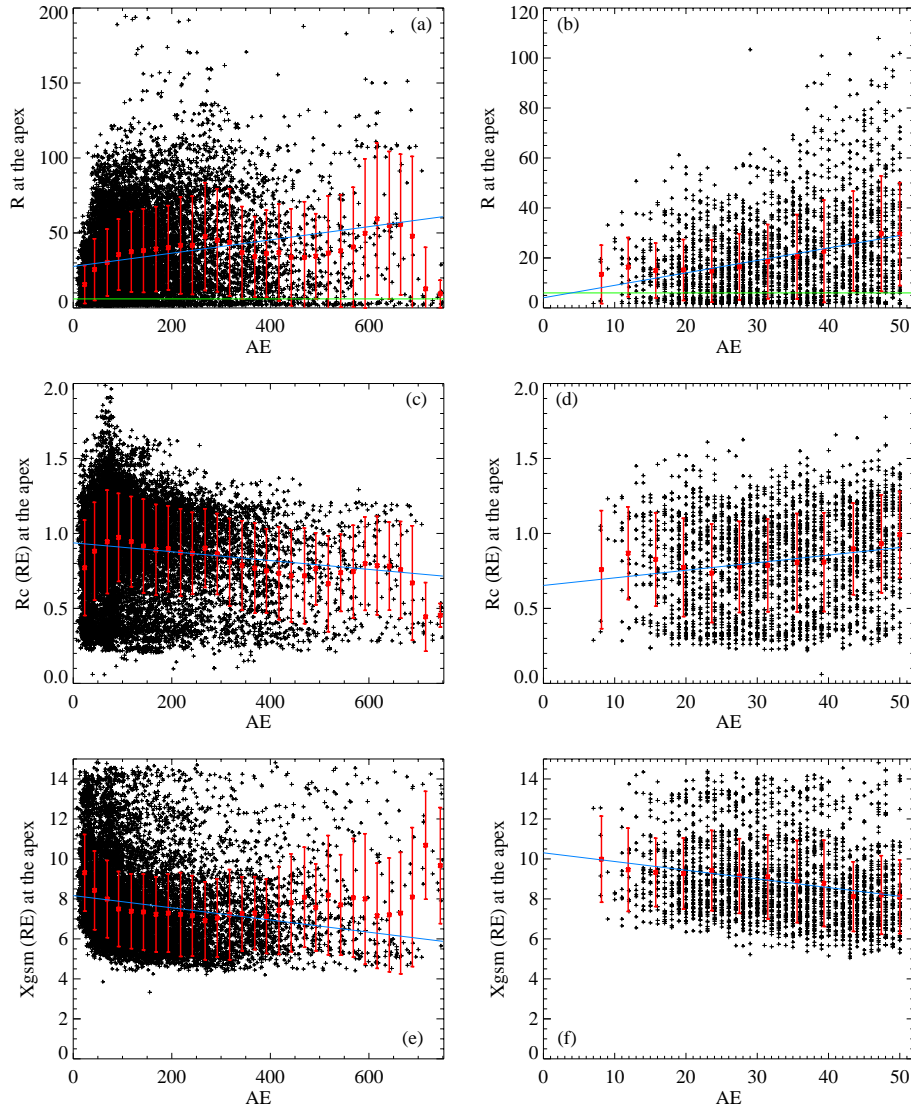 200
150
100
50
0
R at the apex
(a)
0 200 400 600
AE
120
100
80
60
40
20
0
R at the apex
(b)
0 10 20 30 40 50
AE
2.0
1.5
1.0
0.5
0.0
Rc (RE) at the apex
(c)
0 200 400 600
AE
2.0
1.5
1.0
0.5
0.0
Rc (RE) at the apex
(d)
0 10 20 30 40 50
AE
14
12
10
8
6
4
2
0
Xgsm (RE) at the apex
(e)
0 200 400 600
AE
14
12
10
8
6
4
2
0
Xgsm (RE) at the apex
(f)
0 10 20 30 40 50
AE